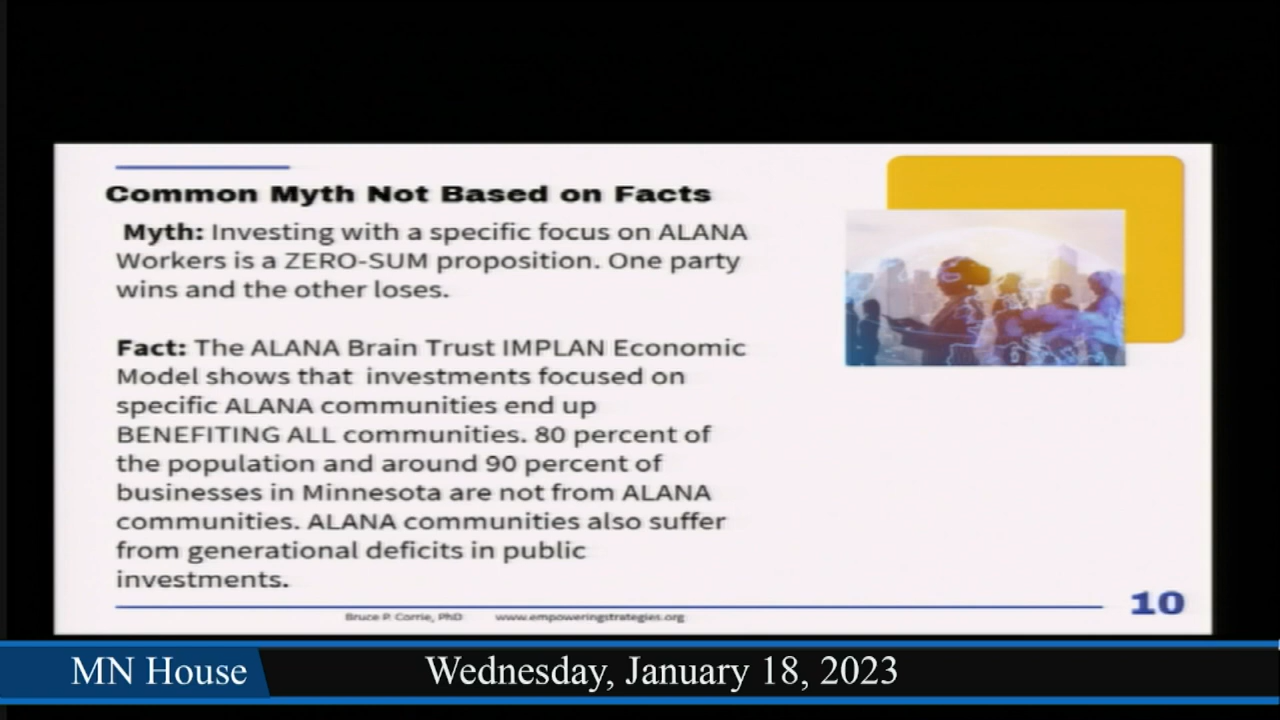 Common Myth Not Based on Facts
Myth: Investing with a specific focus on ALANA
Workers is a ZERO-SUM proposition. One party
wins and the other loses.
Fact: The ALANA Brain Trust IMPLAN Economic
Model shows that investments focused on
specific ALANA communities end up
BENEFITING ALL communities. 80 percent of
the population and around 90 percent of
businesses in Minnesota are not from ALANA
communities. ALANA communities also suffer
from generational deficits in public
investments.
Bruce P. Corrie, PhD www.empoweringstrategies.org
10
MN House Wednesday, January 18, 2023